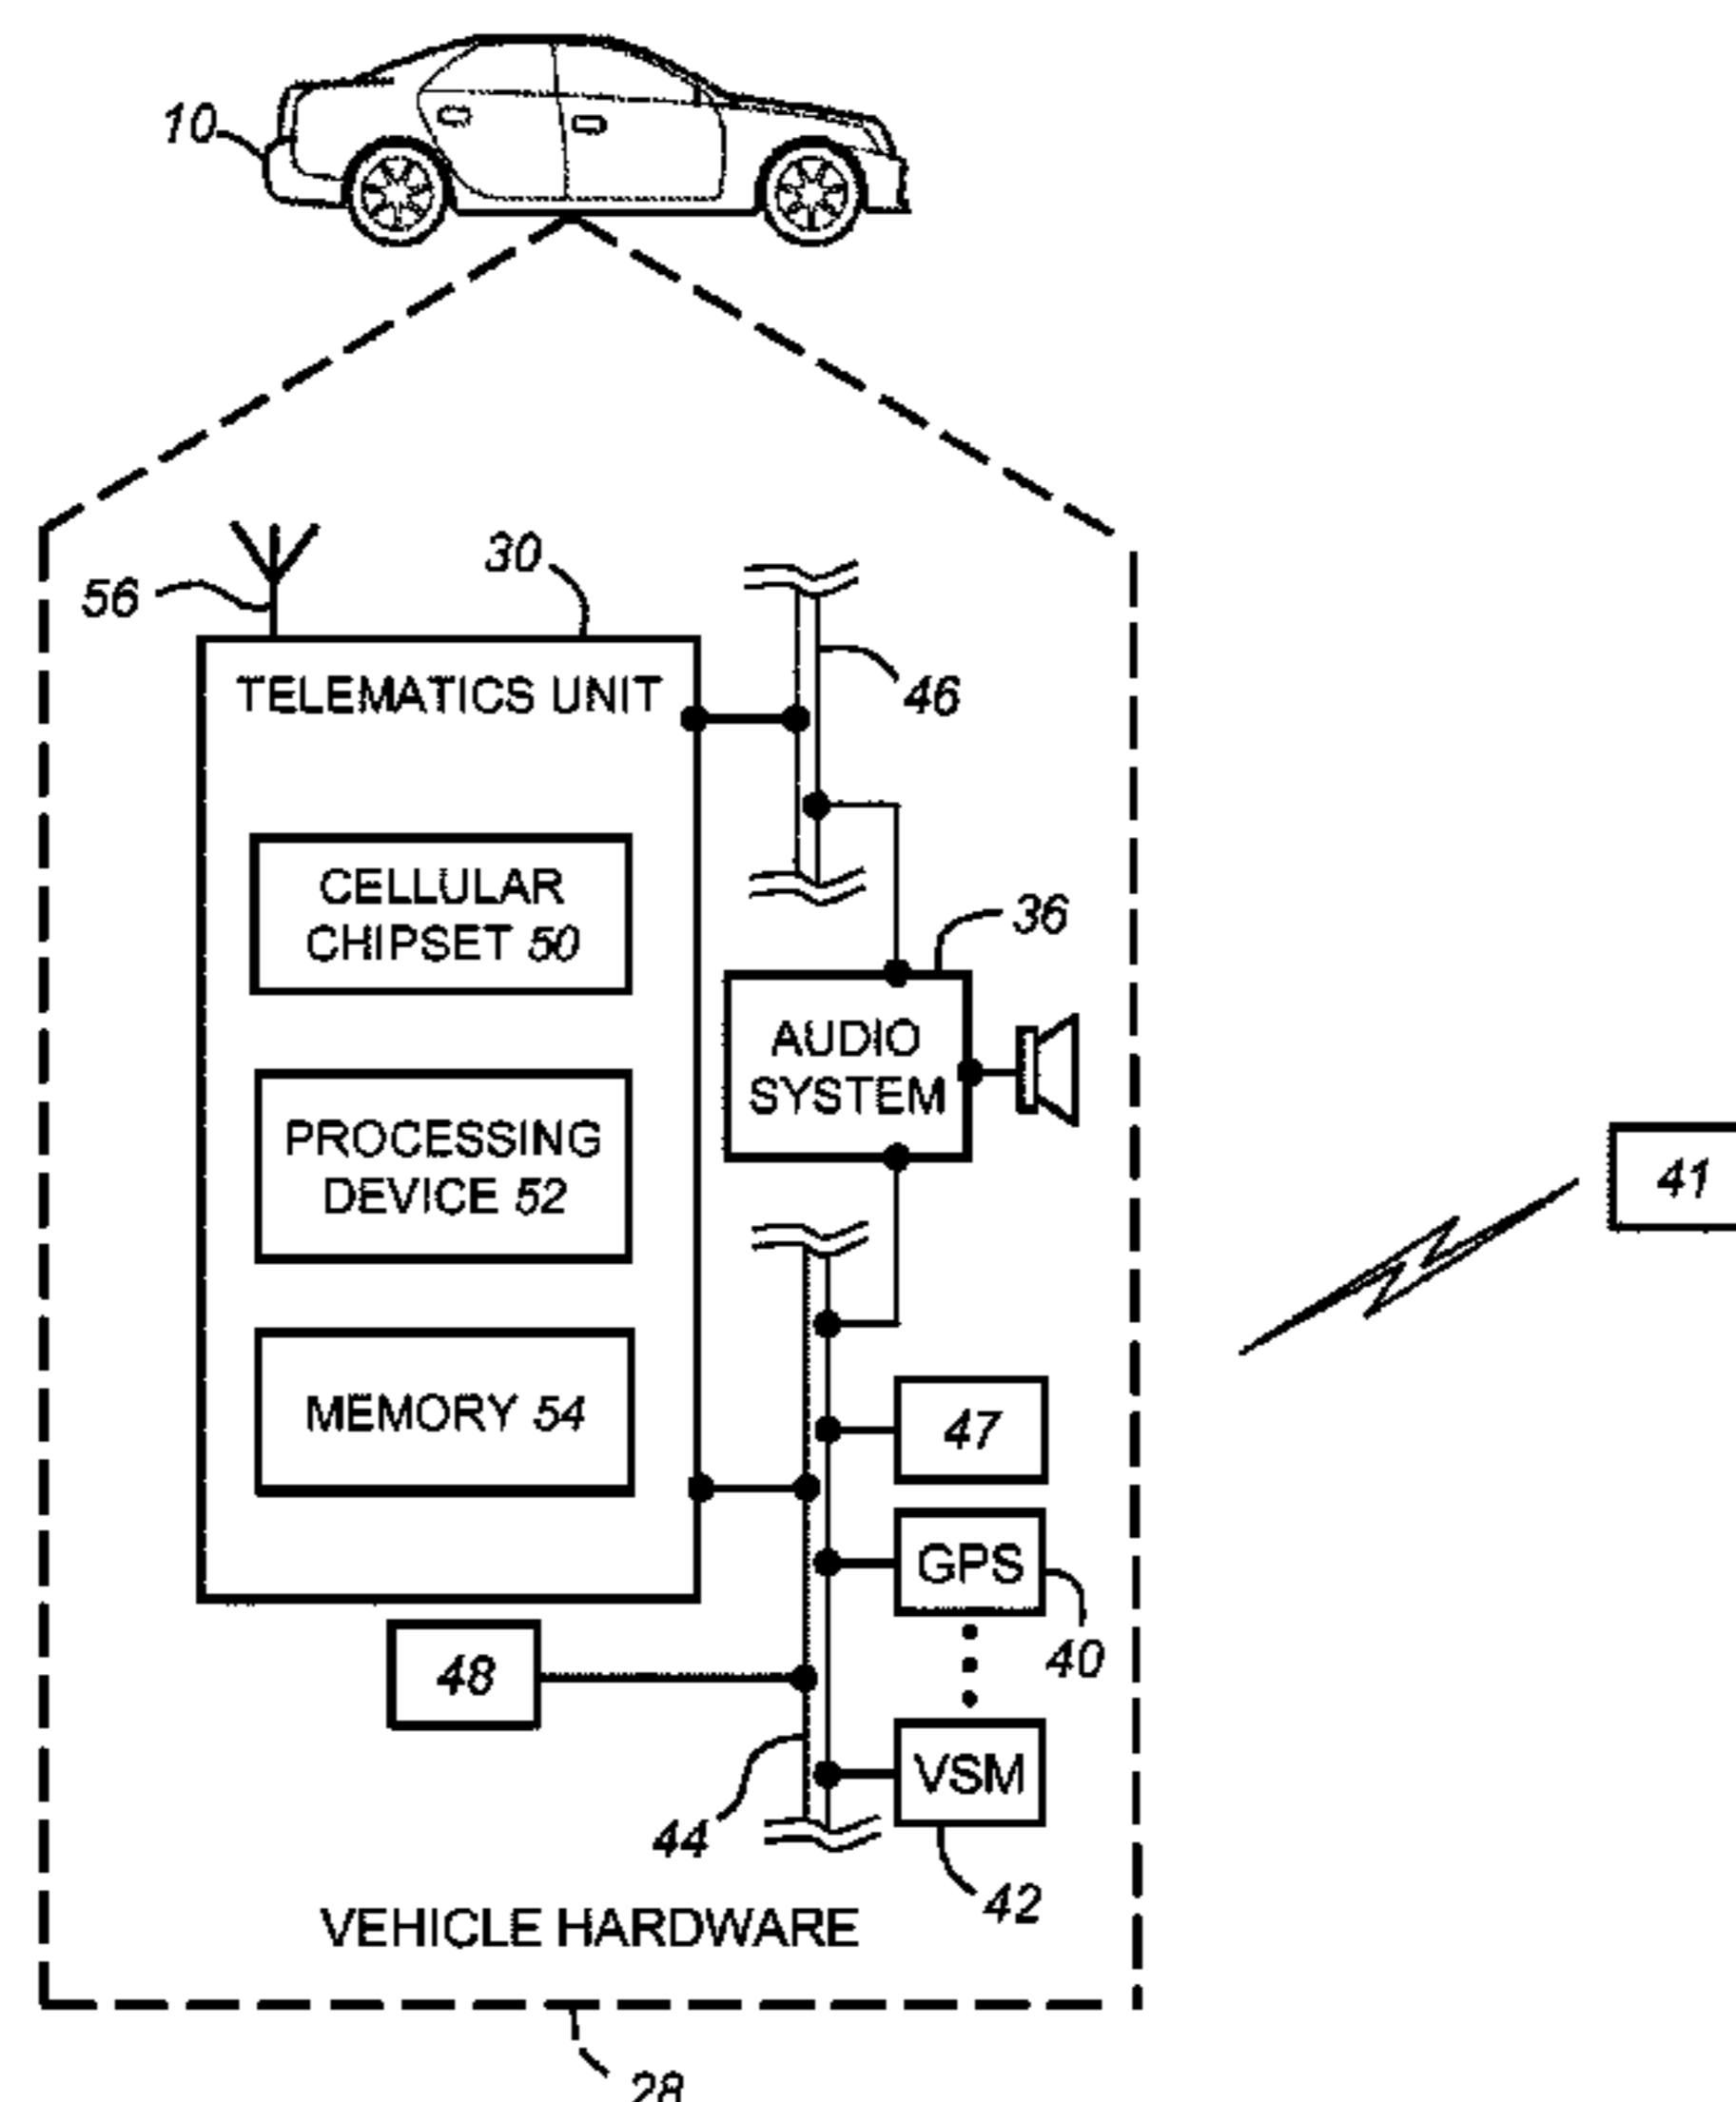 10
56
30
TELEMATICS UNIT
46
CELLULAR
CHIPSET 50
36
AUDIO
SYSTEM
PROCESSING
DEVICE 52
41
MEMORY 54
47
GPS
40
48
VSM
44
42
VEHICLE HARDWARE
28